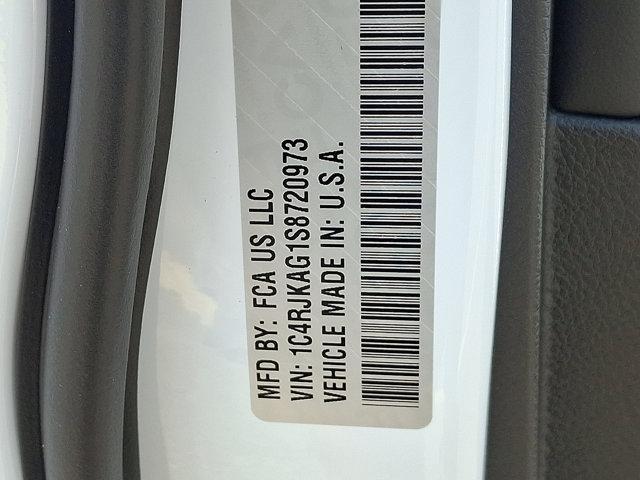 MFD BY: FCA US LLC
VIN: 1C4RJKAG1S8720973
VEHICLE MADE IN: U.S.A.